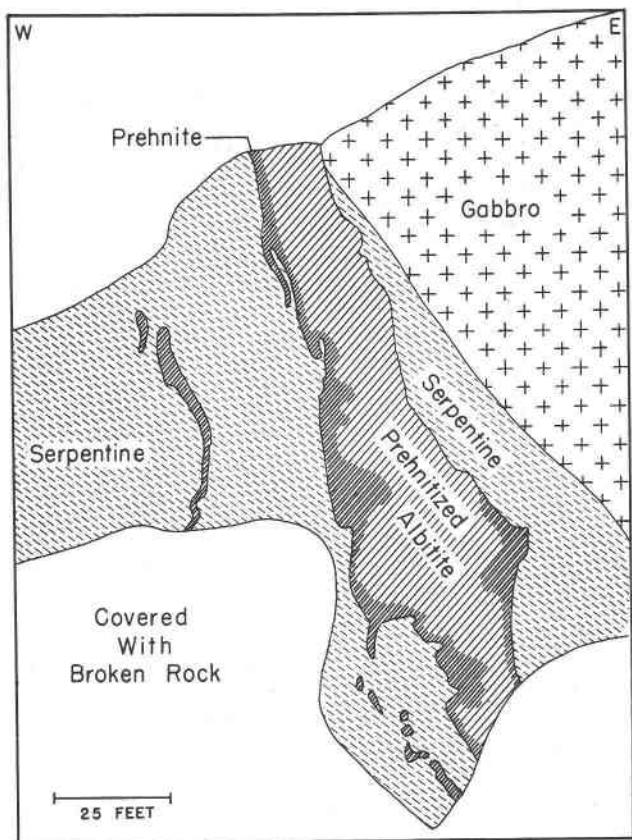 W
E
Prehnite
Gabbro
Serpentine
Serpentine
Prehnitized
Albitite
Covered
With
Broken Rock
25 FEET